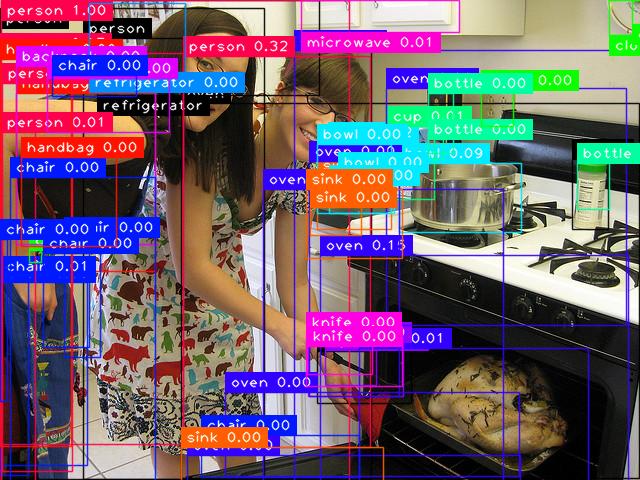 person 1.00
person
person
person 0.32
microwave 0.01
clo
chair 0.00
refrigerator 0.00
oven
bottle 0.00
0.00
refrigerator
person 0.01
cup 0.01
bottle 0.00
bowl 0.00
handbag 0.00
bowl 0.00
0.09
bottle
chair 0.00
oven
sink 0.00
sink 0.00
chair 0.00
chair 0.00
oven 0.15
chair 0.01
knife 0.00
knife 0.00
0.01
oven 0.00
chair 0.00
sink 0.00